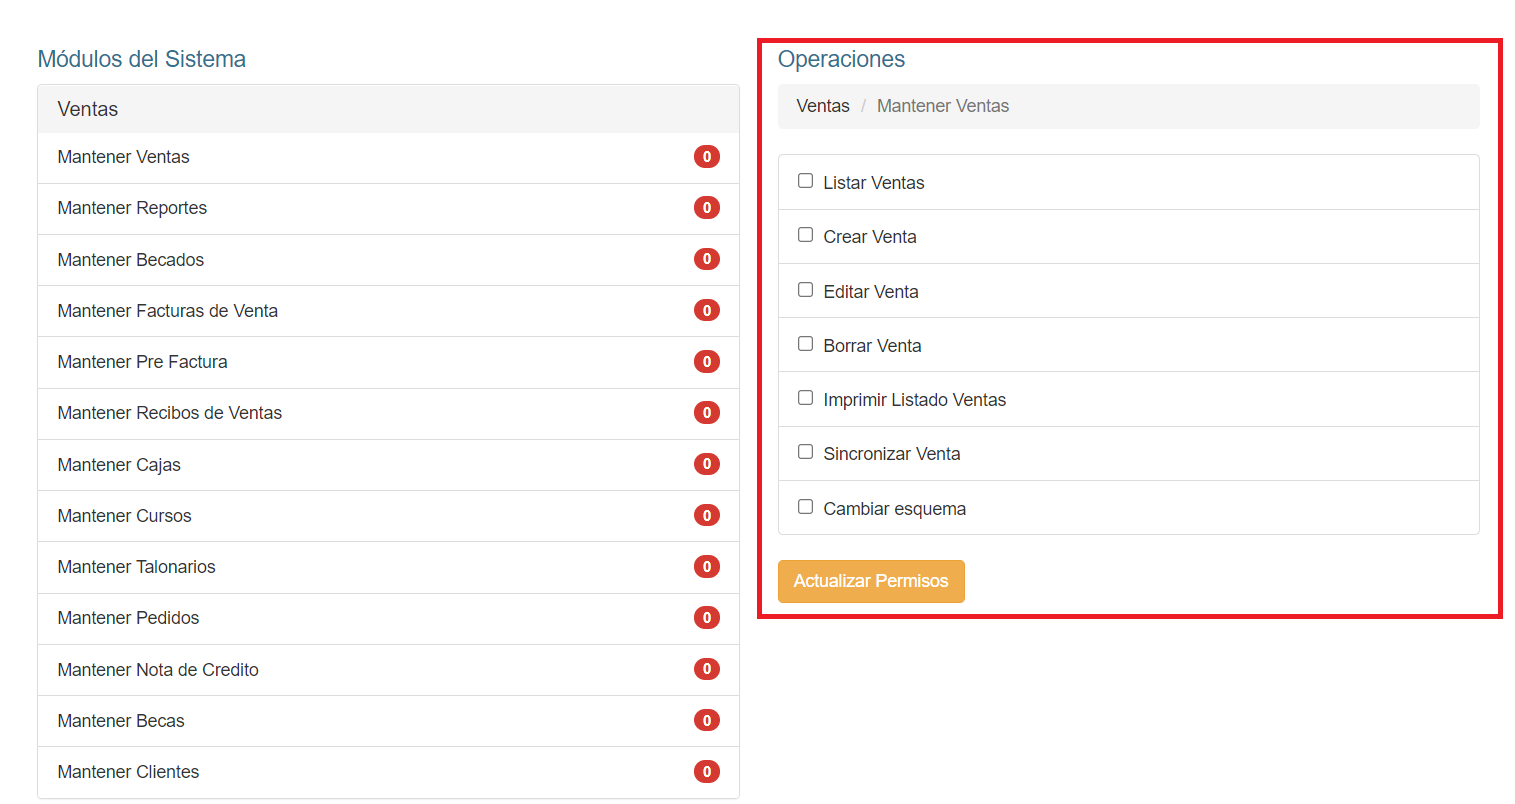 Módulos del Sistema
Ventas
Mantener Ventas 0
Mantener Reportes 0
Mantener Becados 0
Mantener Facturas de Venta 0
Mantener Pre Factura 0
Mantener Recibos de Ventas 0
Mantener Cajas 0
Mantener Cursos 0
Mantener Talonarios 0
Mantener Pedidos 0
Mantener Nota de Credito 0
Mantener Becas 0
Mantener Clientes 0
Operaciones
Ventas / Mantener Ventas
Listar Ventas
Crear Venta
Editar Venta
Borrar Venta
Imprimir Listado Ventas
Sincronizar Venta
Cambiar esquema
Actualizar Permisos